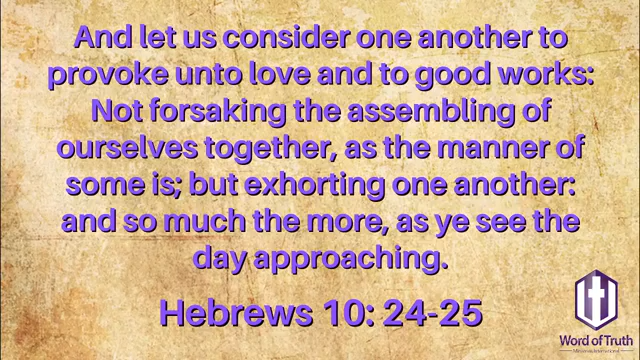 And let us consider one another to
provoke unto love and to good works:
Not forsaking the assembling of
ourselves together, as the manner of
some is; but exhorting one another:
and so much the more, as ye see the
day approaching.
Hebrews 10: 24-25
Word of Truth